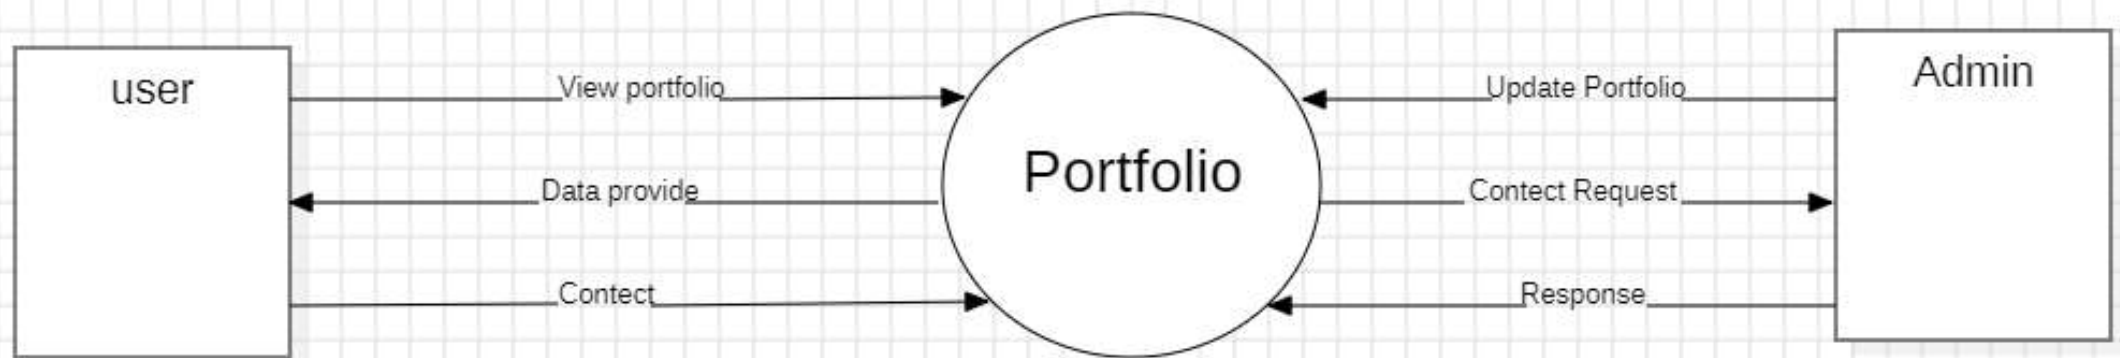 user
View portfolio
Data provide
Contect
Portfolio
Update Portfolio
Contect Request
Response
Admin